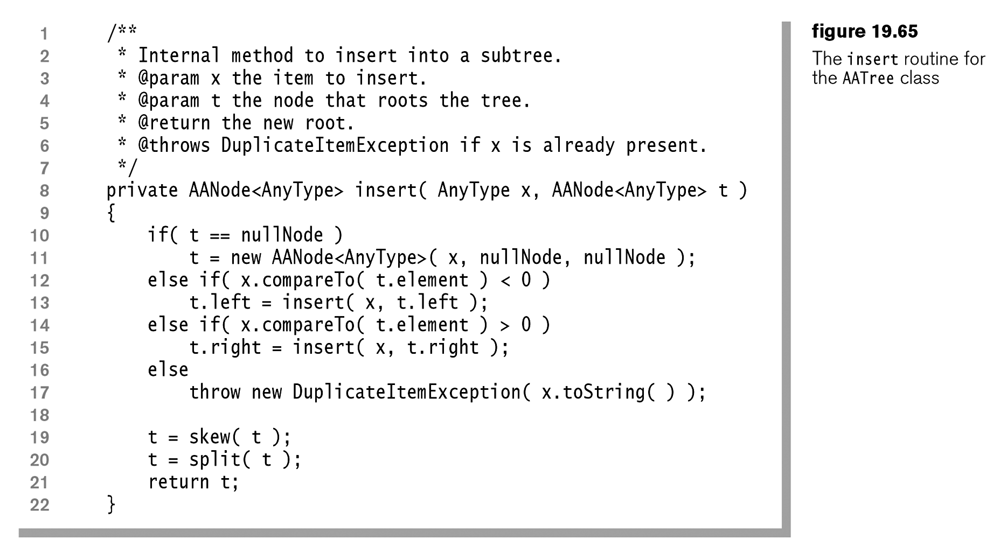 1 /**
2 * Internal method to insert into a subtree.
3 * @param x the item to insert.
4 * @param t the node that roots the tree.
5 * @return the new root.
6 * @throws DuplicateItemException if x is already present.
7 */
8 private AANode<AnyType> insert( AnyType x, AANode<AnyType> t )
9 {
10 if( t == nullNode )
11 t = new AANode<AnyType>( x, nullNode, nullNode );
12 else if( x.compareTo( t.element ) < 0 )
13 t.left = insert( x, t.left );
14 else if( x.compareTo( t.element ) > 0 )
15 t.right = insert( x, t.right );
16 else
17 throw new DuplicateItemException( x.toString( ) );
18
19 t = skew( t );
20 t = split( t );
21 return t;
22 }
figure 19.65
The insert routine for
the AATree class